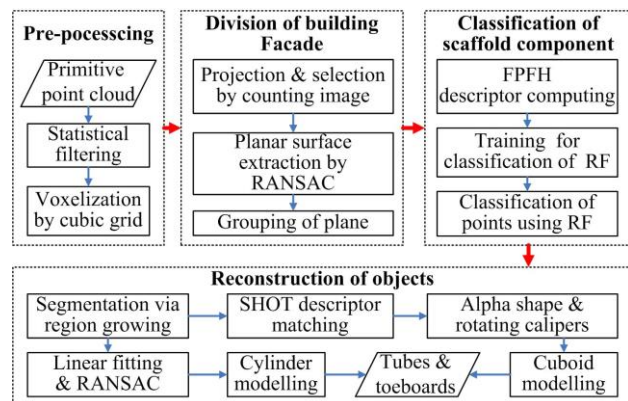 Pre-pocesscing
Primitive
point cloud
Statistical
filtering
Voxelization
by cubic grid
Division of building
Facade
Projection & selection
by counting image
Planar surface
extraction by
RANSAC
Grouping of plane
Classification of
scaffold component
FPFH
descriptor computing
Training for
classification of RF
Classification of
points using RF
Reconstruction of objects
Segmentation via
region growing
SHOT descriptor
matching
Alpha shape &
rotating calipers
Linear fitting
& RANSAC
Cylinder
modelling
Tubes &
toeboards
Cuboid
modelling